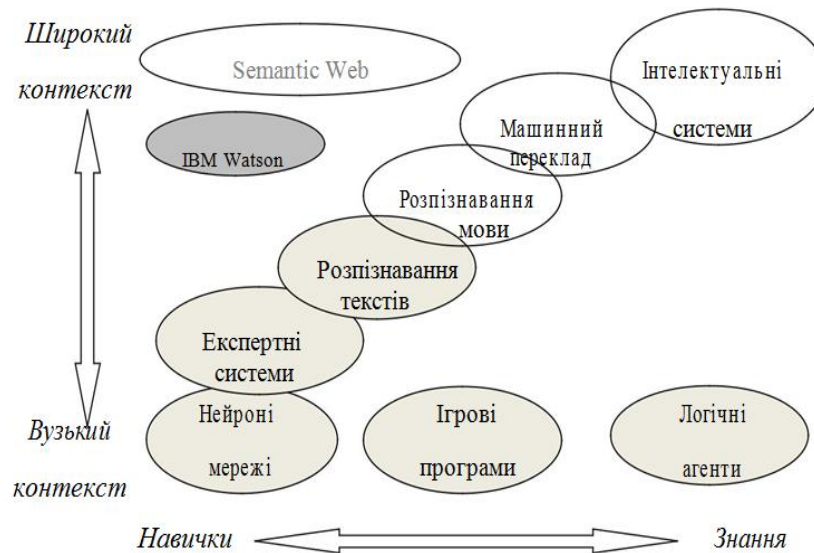 Широкий
контекст
Semantic Web
Інтелектуальні
системи
Машинний
переклад
IBM Watson
Розпізнавання
мови
Розпізнавання
текстів
Експертні
системи
Вузький
контекст
Нейроні
мережі
Ігрові
програми
Логічні
агенти
Навички
Знання